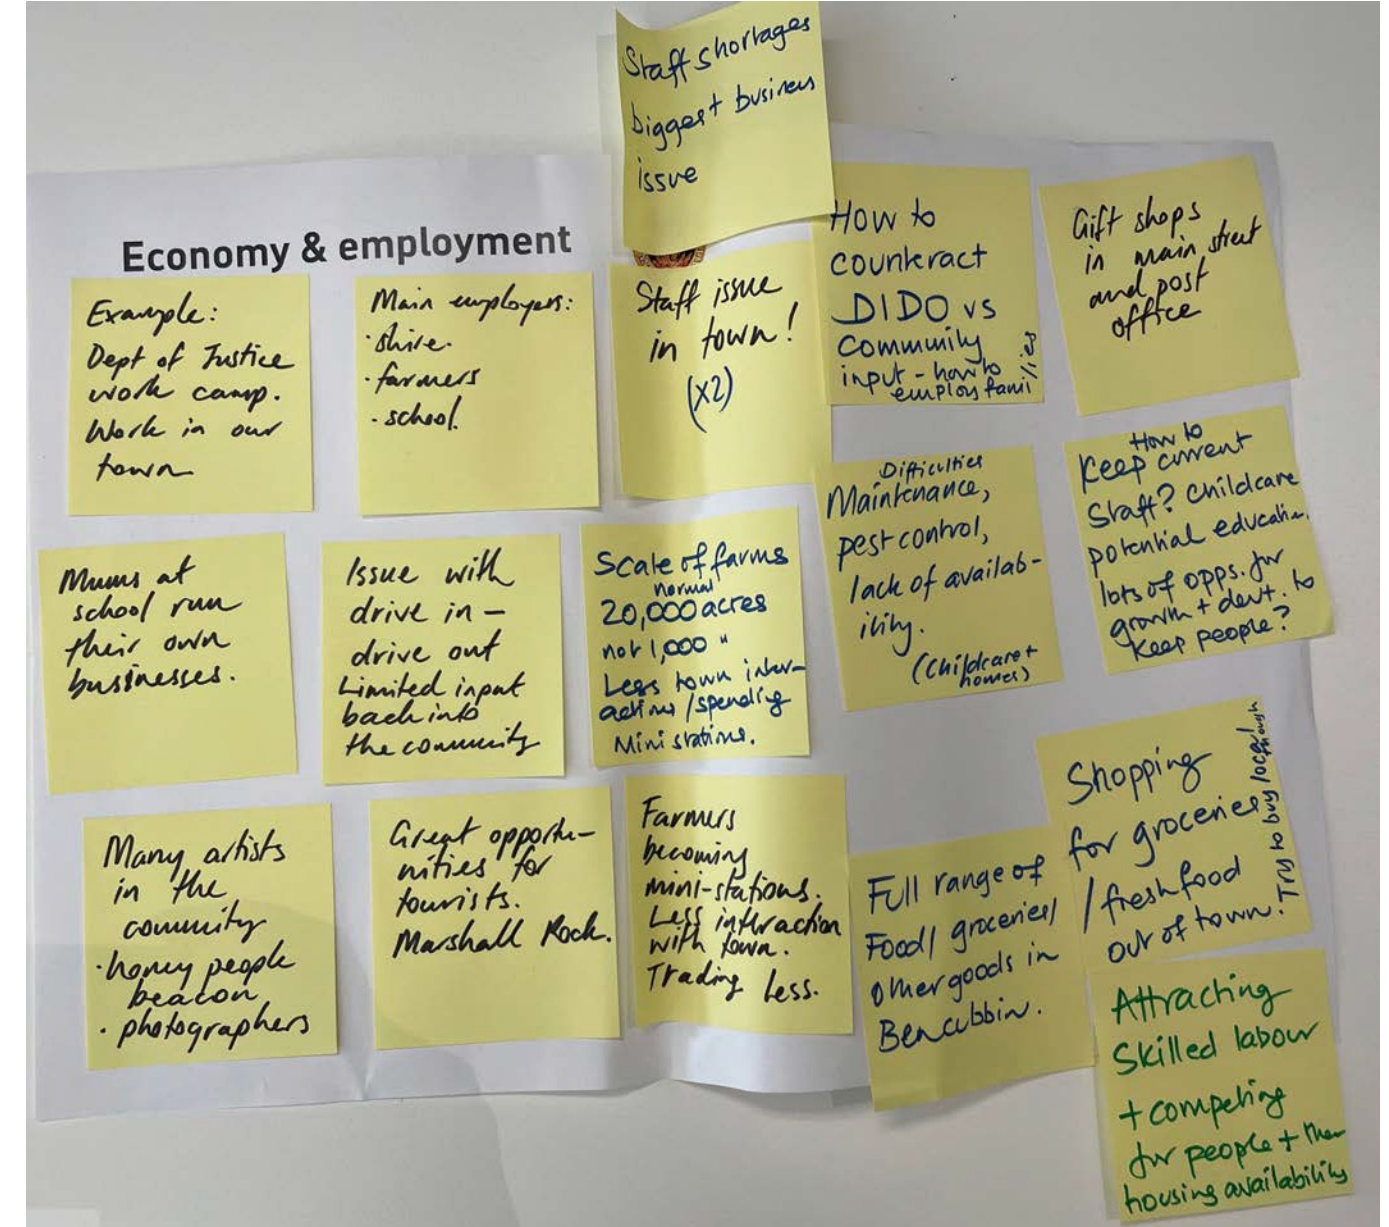 Staff shortages
biggest business
issue
Economy & employment
Example:
Dept of Justice
work camp.
Work in our
town
Main employers:
· shire.
· farmers
· school.
Staff issue
in town!
(x2)
How to
counteract
DIDO vs
community
input - how to
employ families
Gift shops
in main street
and post
office
Mums at
school run
their own
businesses.
Issue with
drive in –
drive out
Limited input
back into
the community
Scale of farms
normal
20,000 acres
not 1,000 "
Less town inter-
actions/spending
Mini stations.
Difficulties
Maintenance,
pest control,
lack of availab-
ility.
(Childcare +
homes)
How to
Keep current
Staff? Childcare
potential education.
lots of opps. for
growth + devt. to
keep people?
Many artists
in the
community
· honey people
beacon
· photographers
Great opportu-
nities for
tourists.
Marshall Rock.
Farmers
becoming
mini-stations.
Less interaction
with town.
Trading less.
Full range of
Food/ groceries/
other goods in
Bencubbin.
Shopping
for groceries
/fresh food
out of town.
Try to buy local
though
Attracting
Skilled labour
+ competing
for people + then
housing availability